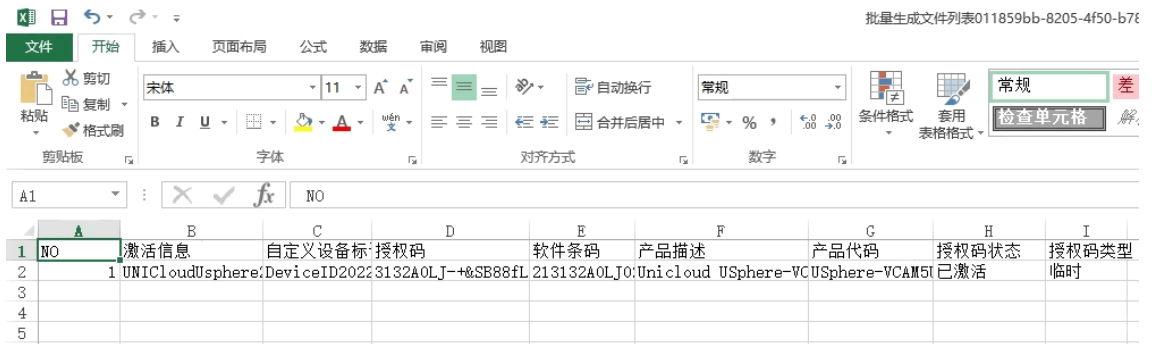 批量生成文件列表011859bb-8205-4f50-b78
文件 开始 插入 页面布局 公式 数据 审阅 视图
剪切
复制
格式刷
粘贴
剪贴板
宋体 11 A A
B I U A wén 文
字体
自动换行
合并后居中
对齐方式
常规
% , .0 .00 .00 .0
数字
条件格式
套用
表格格式
常规 差
检查单元格
A1 fx NO
A B C D E F G H I
1 NO 激活信息 自定义设备标 授权码 软件条码 产品描述 产品代码 授权码状态 授权码类型
2 1 UNICloudUsphere DeviceID2022 3132A0LJ-+&SB88fL 213132A0LJ0 Unicloud USphere-VC USphere-VCAM5U 已激活 临时
3
4
5